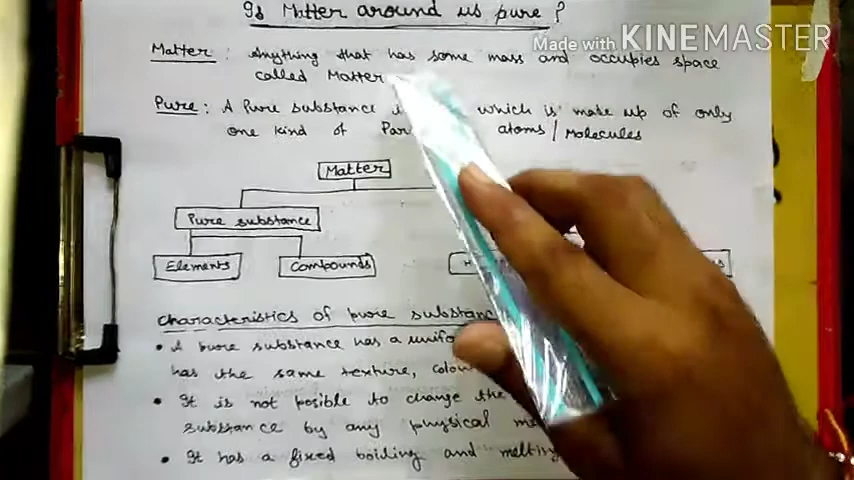 Is Matter around us pure ?
Made with KINEMASTER
Matter : Anything that has some mass and occupies space
called Matter
Pure : A Pure substance which is made up of only
one kind of atoms / Molecules
Matter
Pure substance
Elements Compounds
characteristics of pure
• A pure substance has a
has the same texture,
• It is not posible to change the
substance by any physical
• It has a fixed boiling and